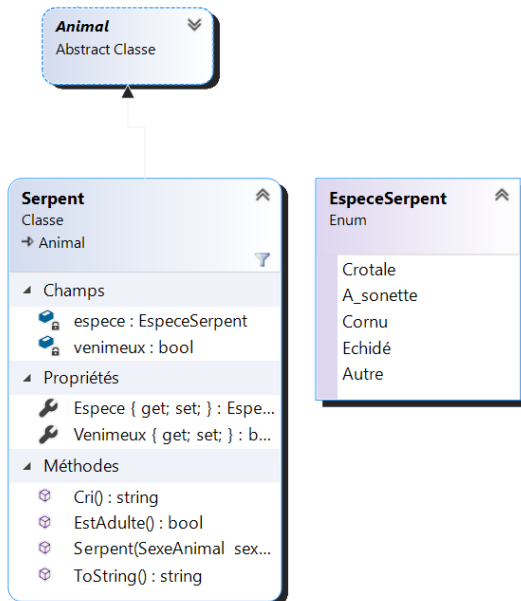 Animal
Abstract Classe
Serpent
Classe
Animal
Champs
espece : EspeceSerpent
venimeux : bool
Propriétés
Espece { get; set; } : Espe...
Venimeux { get; set; } : b...
Méthodes
Cri() : string
EstAdulte() : bool
Serpent(SexeAnimal sex...
ToString() : string
EspeceSerpent
Enum
Crotale
A_sonette
Cornu
Echidé
Autre